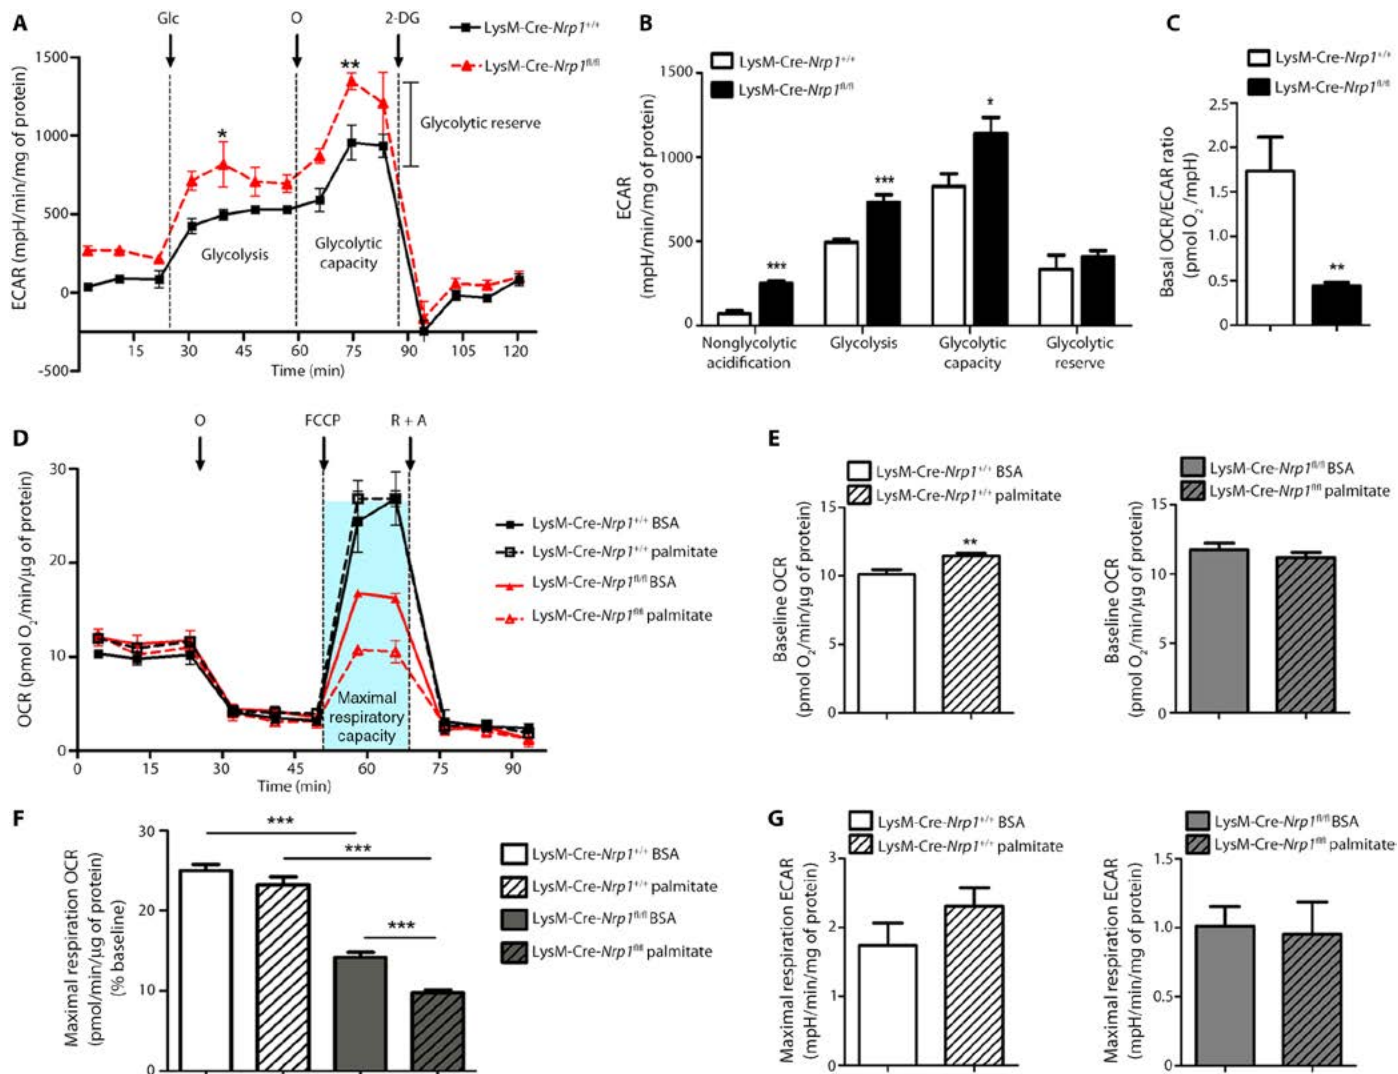 A
Glc
O
2-DG
LysM-Cre-Nrp1+/+
LysM-Cre-Nrp1fl/fl
ECAR (mpH/min/mg of protein)
1500
1000
500
0
-500
*
**
Glycolysis
Glycolytic
capacity
Glycolytic reserve
15 30 45 60 75 90 103 120
Time (min)
B
LysM-Cre-Nrp1+/+
LysM-Cre-Nrp1fl/fl
ECAR
(mpH/min/mg of protein)
1500
1000
500
0
***
***
*
Nonglycolytic
acidification
Glycolysis
Glycolytic
capacity
Glycolytic
reserve
C
LysM-Cre-Nrp1+/+
LysM-Cre-Nrp1fl/fl
Basal OCR/ECAR ratio
(pmol O2/mpH)
2.5
2.0
1.5
1.0
0.5
0
**
D
O
FCCP
R + A
OCR (pmol O2/min/μg of protein)
30
20
10
0
Maximal
respiratory
capacity
0 15 30 45 60 75 90
Time (min)
LysM-Cre-Nrp1+/+ BSA
LysM-Cre-Nrp1+/+ palmitate
LysM-Cre-Nrp1fl/fl BSA
LysM-Cre-Nrp1fl/fl palmitate
E
LysM-Cre-Nrp1+/+ BSA
LysM-Cre-Nrp1+/+ palmitate
Baseline OCR
(pmol O2/min/μg of protein)
15
10
5
0
**
LysM-Cre-Nrp1fl/fl BSA
LysM-Cre-Nrp1fl/fl palmitate
Baseline OCR
(pmol O2/min/μg of protein)
15
10
5
0
F
Maximal respiration OCR
(pmol/min/μg of protein)
(% baseline)
30
20
10
0
***
***
***
LysM-Cre-Nrp1+/+ BSA
LysM-Cre-Nrp1+/+ palmitate
LysM-Cre-Nrp1fl/fl BSA
LysM-Cre-Nrp1fl/fl palmitate
G
LysM-Cre-Nrp1+/+ BSA
LysM-Cre-Nrp1+/+ palmitate
Maximal respiration ECAR
(mpH/min/mg of protein)
3
2
1
0
LysM-Cre-Nrp1fl/fl BSA
LysM-Cre-Nrp1fl/fl palmitate
Maximal respiration ECAR
(mpH/min/mg of protein)
1.5
1.0
0.5
0